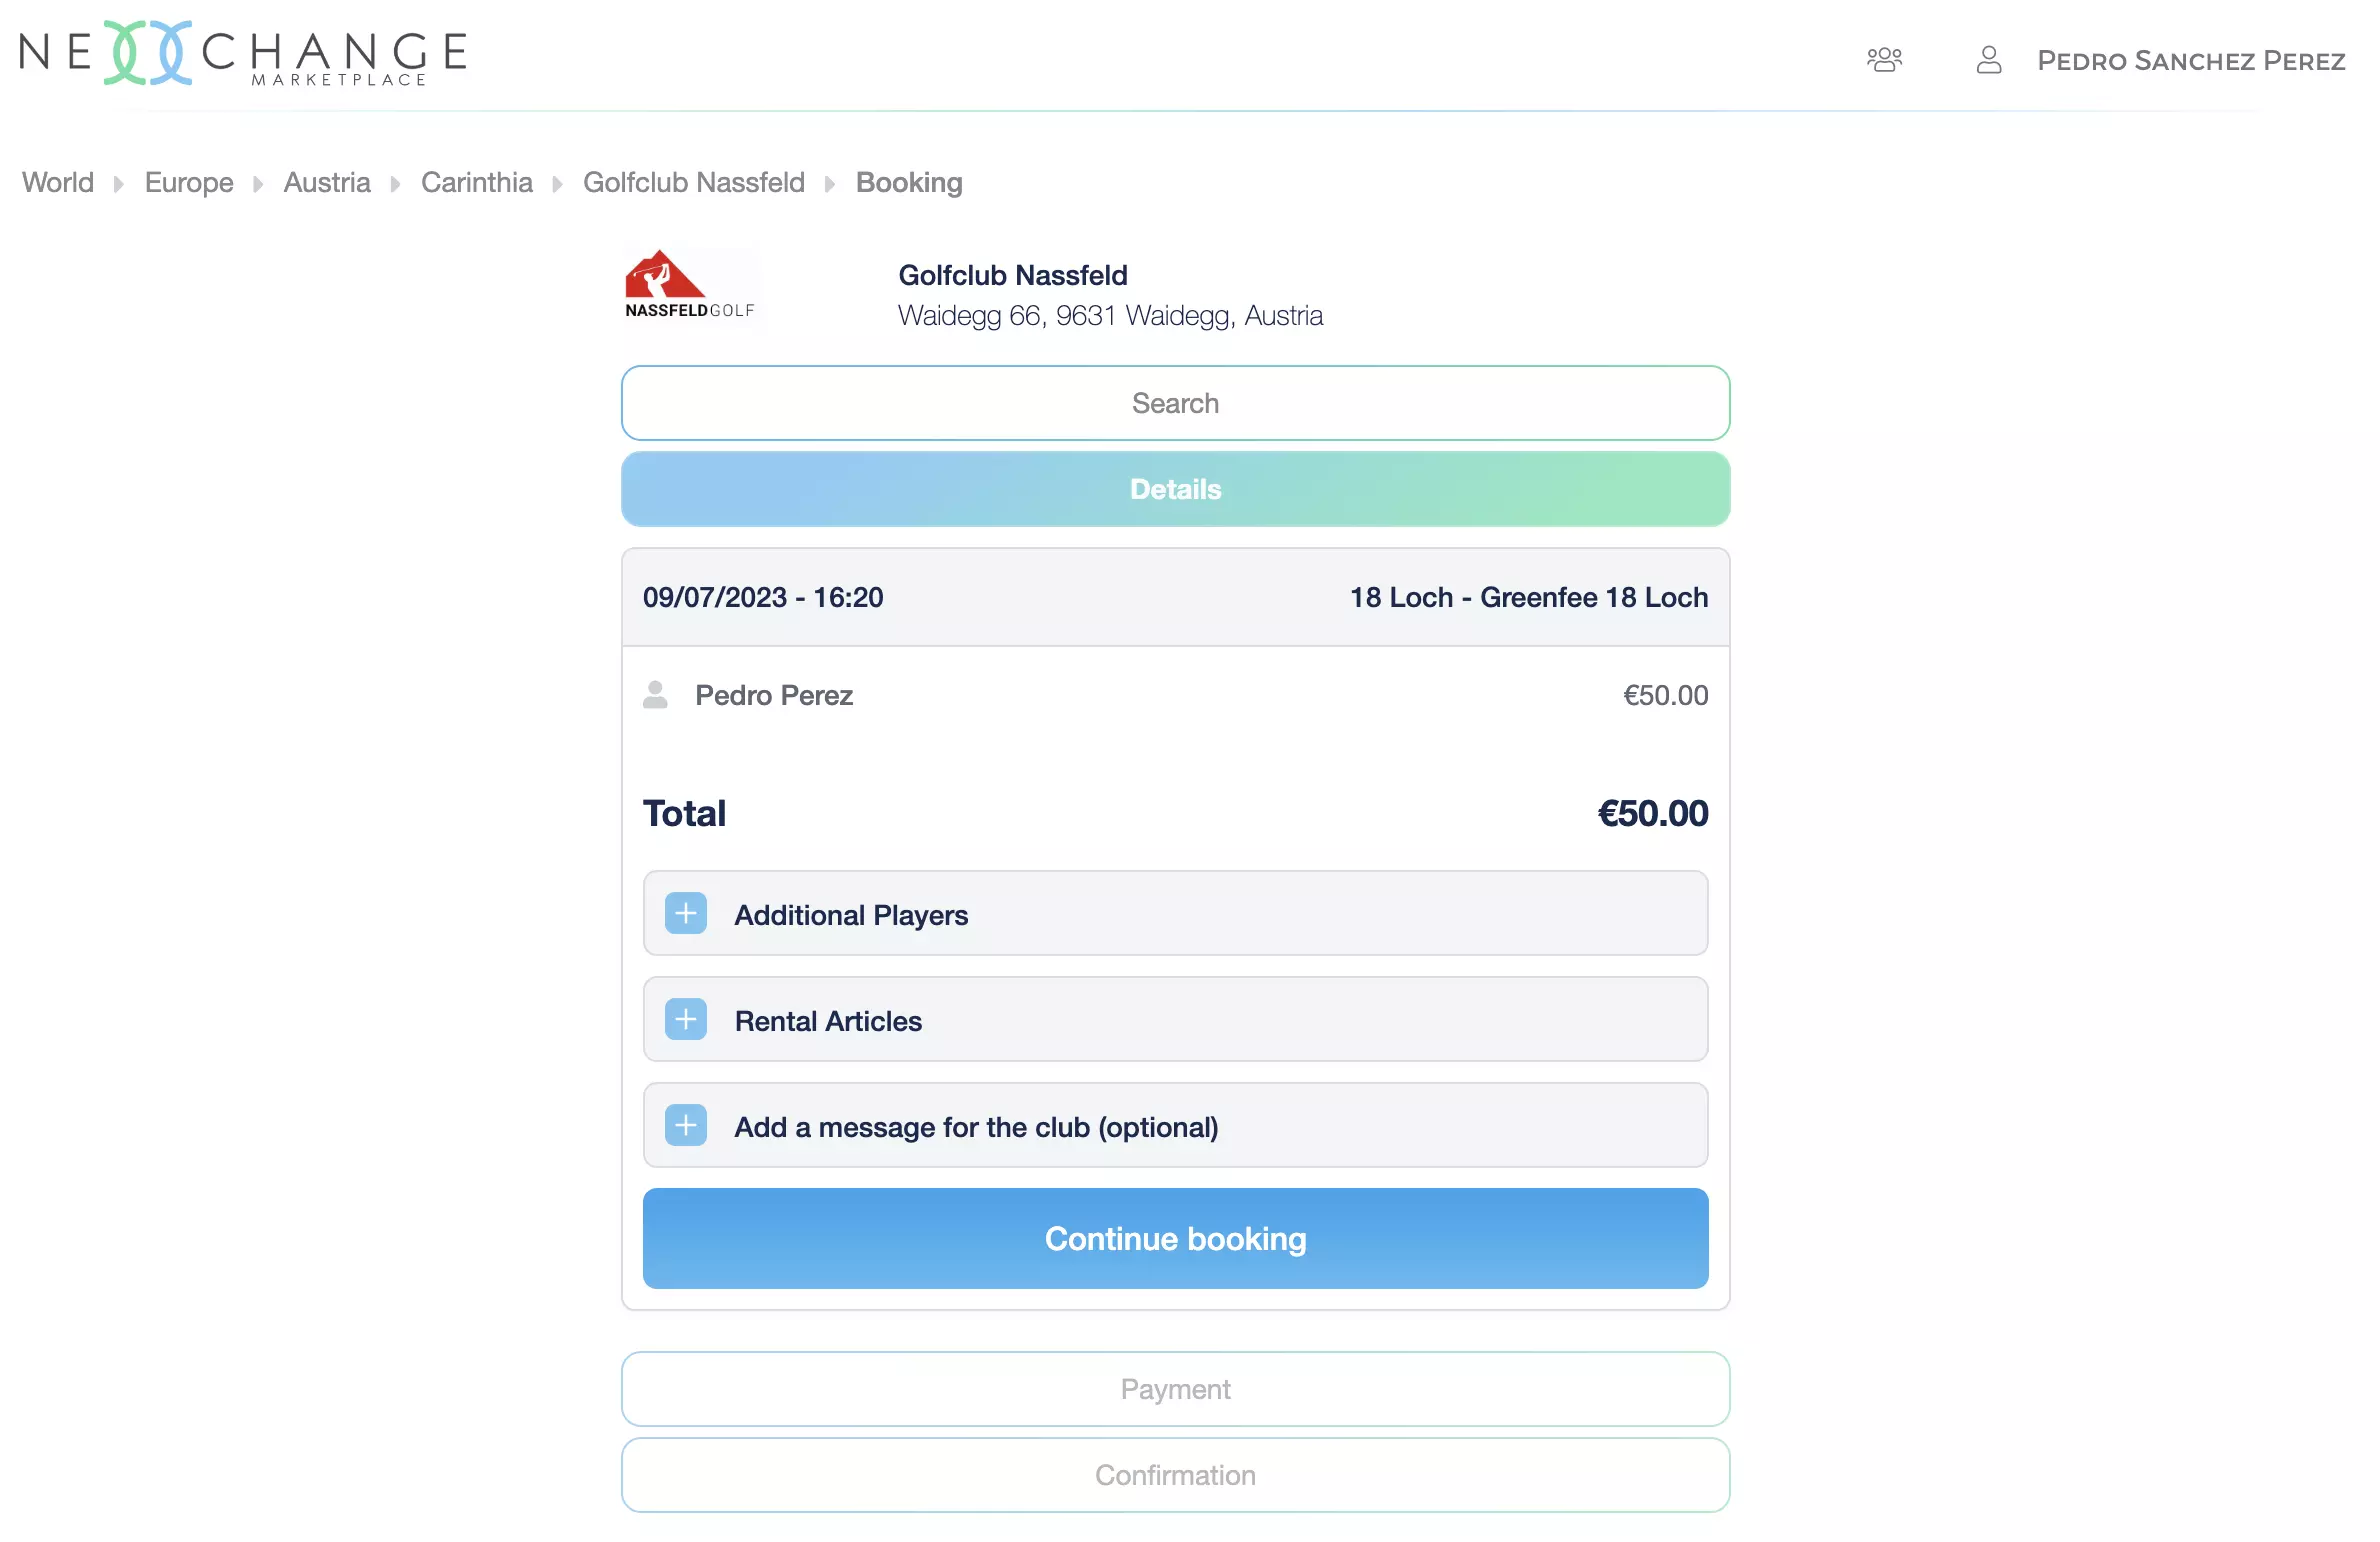 NEXXCHANGE
MARKETPLACE
PEDRO SANCHEZ PEREZ
World Europe Austria Carinthia Golfclub Nassfeld Booking
NASSFELDGOLF
Golfclub Nassfeld
Waidegg 66, 9631 Waidegg, Austria
Search
Details
09/07/2023 - 16:20 18 Loch - Greenfee 18 Loch
Pedro Perez €50.00
Total €50.00
Additional Players
Rental Articles
Add a message for the club (optional)
Continue booking
Payment
Confirmation